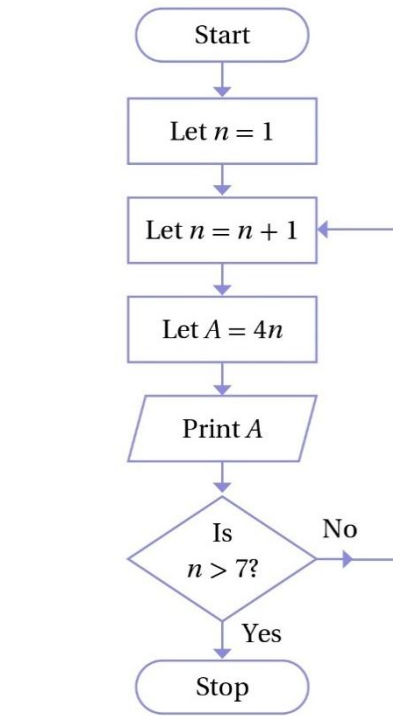 Start
Let n = 1
Let n = n + 1
Let A = 4n
Print A
Is
n > 7?
No
Yes
Stop